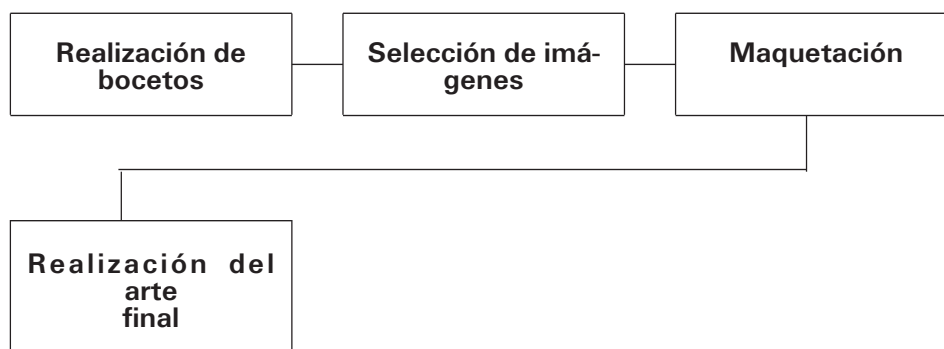 Realización de
bocetos
Selección de imá-
genes
Maquetación
Realización del
arte
final